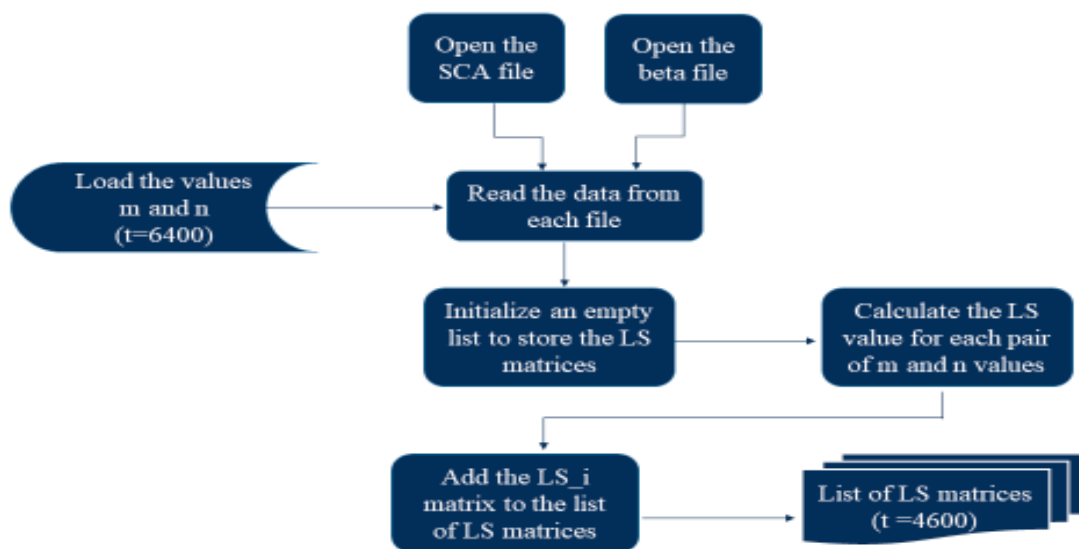 Open the
SCA file
Open the
beta file
Load the values
m and n
(t=6400)
Read the data from
each file
Initialize an empty
list to store the LS
matrices
Calculate the LS
value for each pair
of m and n values
Add the LS_i
matrix to the list
of LS matrices
List of LS matrices
(t =4600)